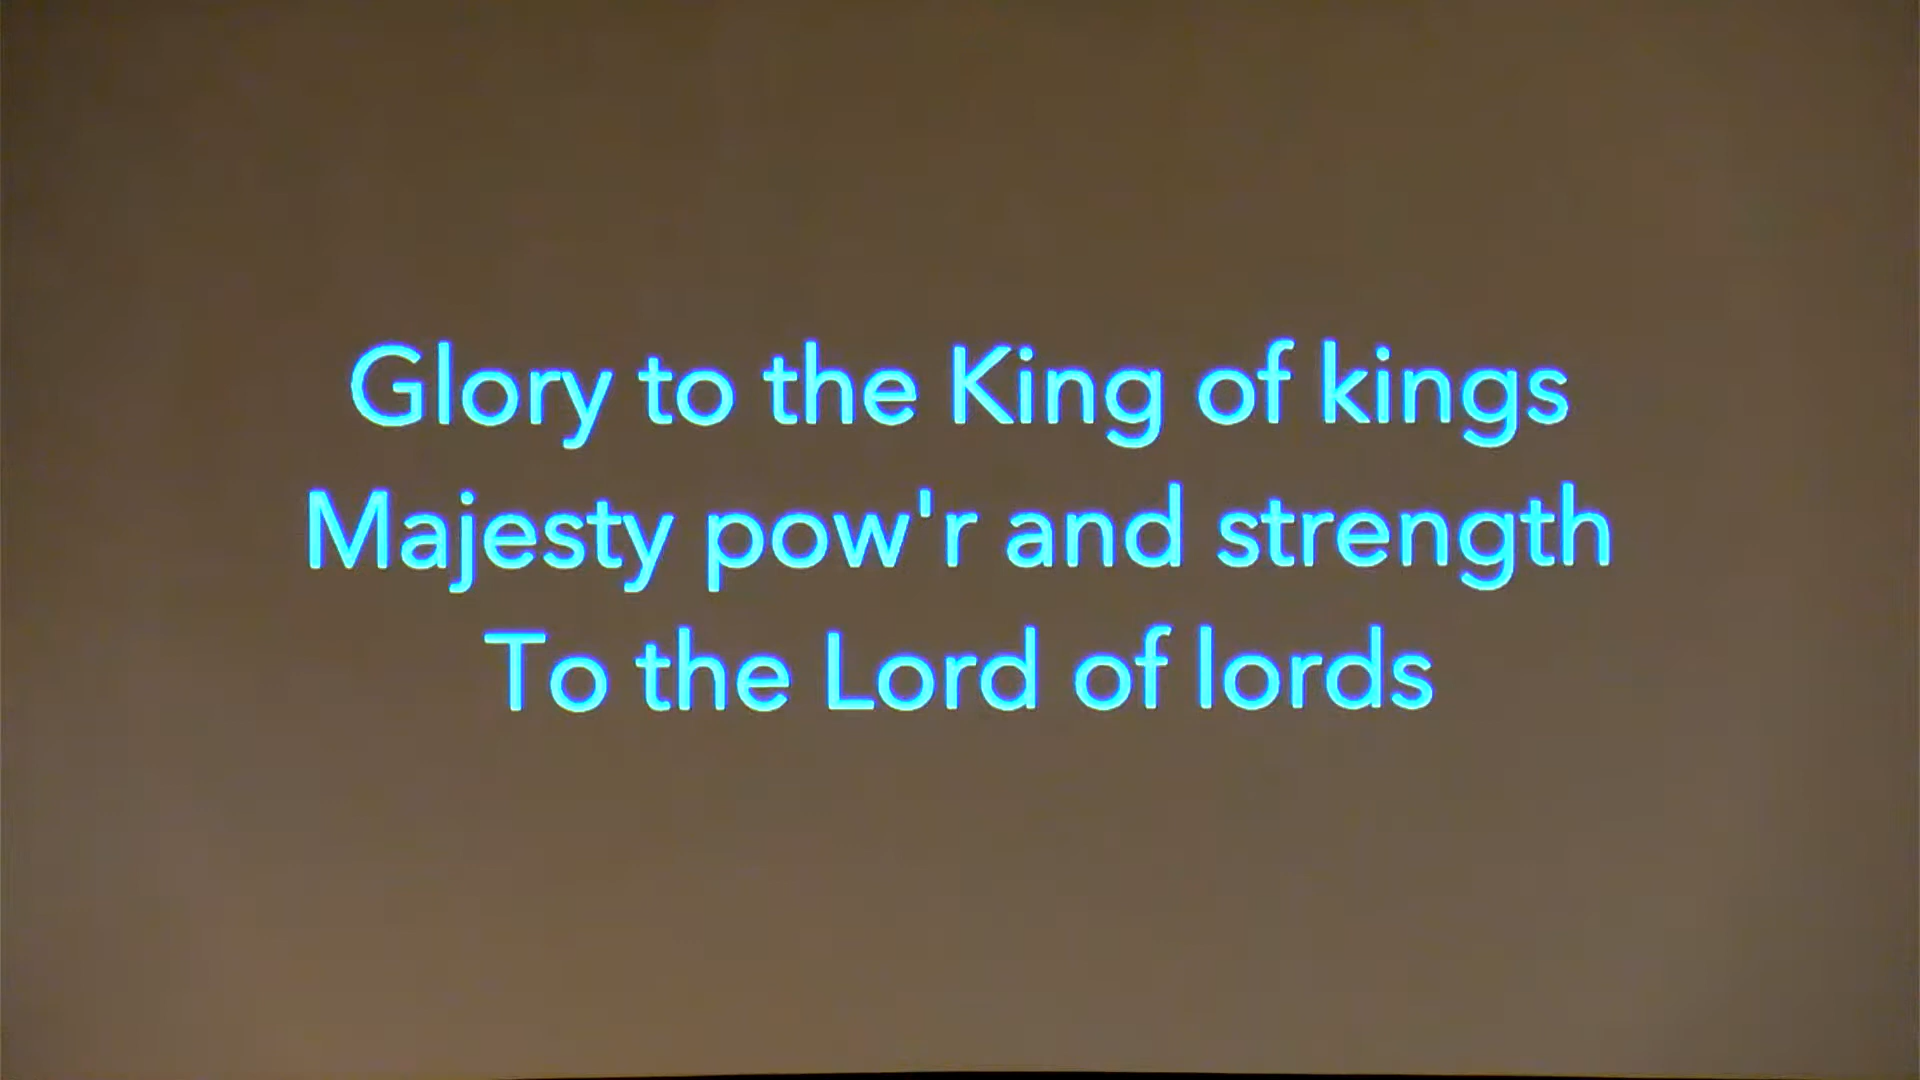 Glory to the King of kings
Majesty pow'r and strength
To the Lord of lords